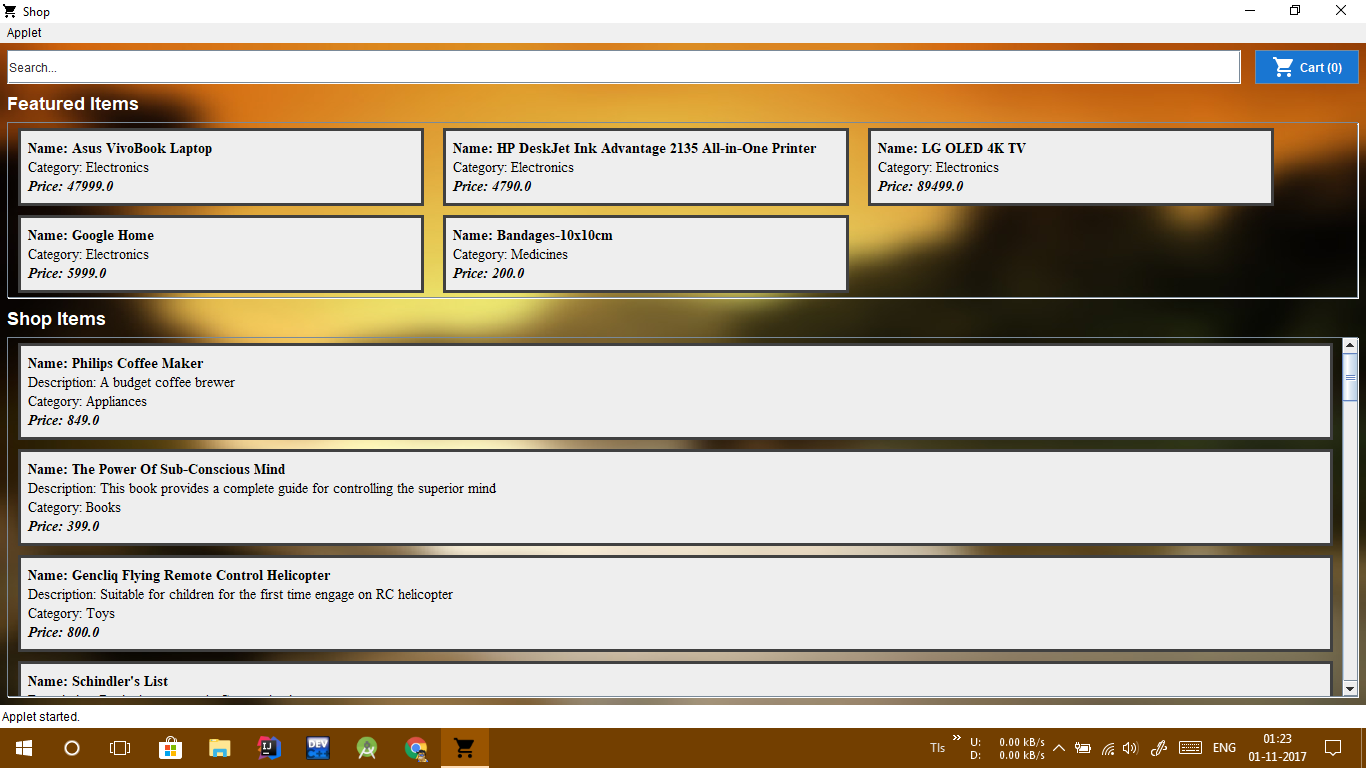 Shop
Applet
Search...
Cart (0)
Featured Items
Name: Asus VivoBook Laptop
Category: Electronics
Price: 47999.0
Name: HP DeskJet Ink Advantage 2135 All-in-One Printer
Category: Electronics
Price: 4790.0
Name: LG OLED 4K TV
Category: Electronics
Price: 89499.0
Name: Google Home
Category: Electronics
Price: 5999.0
Name: Bandages-10x10cm
Category: Medicines
Price: 200.0
Shop Items
Name: Philips Coffee Maker
Description: A budget coffee brewer
Category: Appliances
Price: 849.0
Name: The Power Of Sub-Conscious Mind
Description: This book provides a complete guide for controlling the superior mind
Category: Books
Price: 399.0
Name: Gencliq Flying Remote Control Helicopter
Description: Suitable for children for the first time engage on RC helicopter
Category: Toys
Price: 800.0
Name: Schindler's List
Applet started.
IJ
DEV
TIs
U: 0.00 kB/s
D: 0.00 kB/s
ENG
01:23
01-11-2017